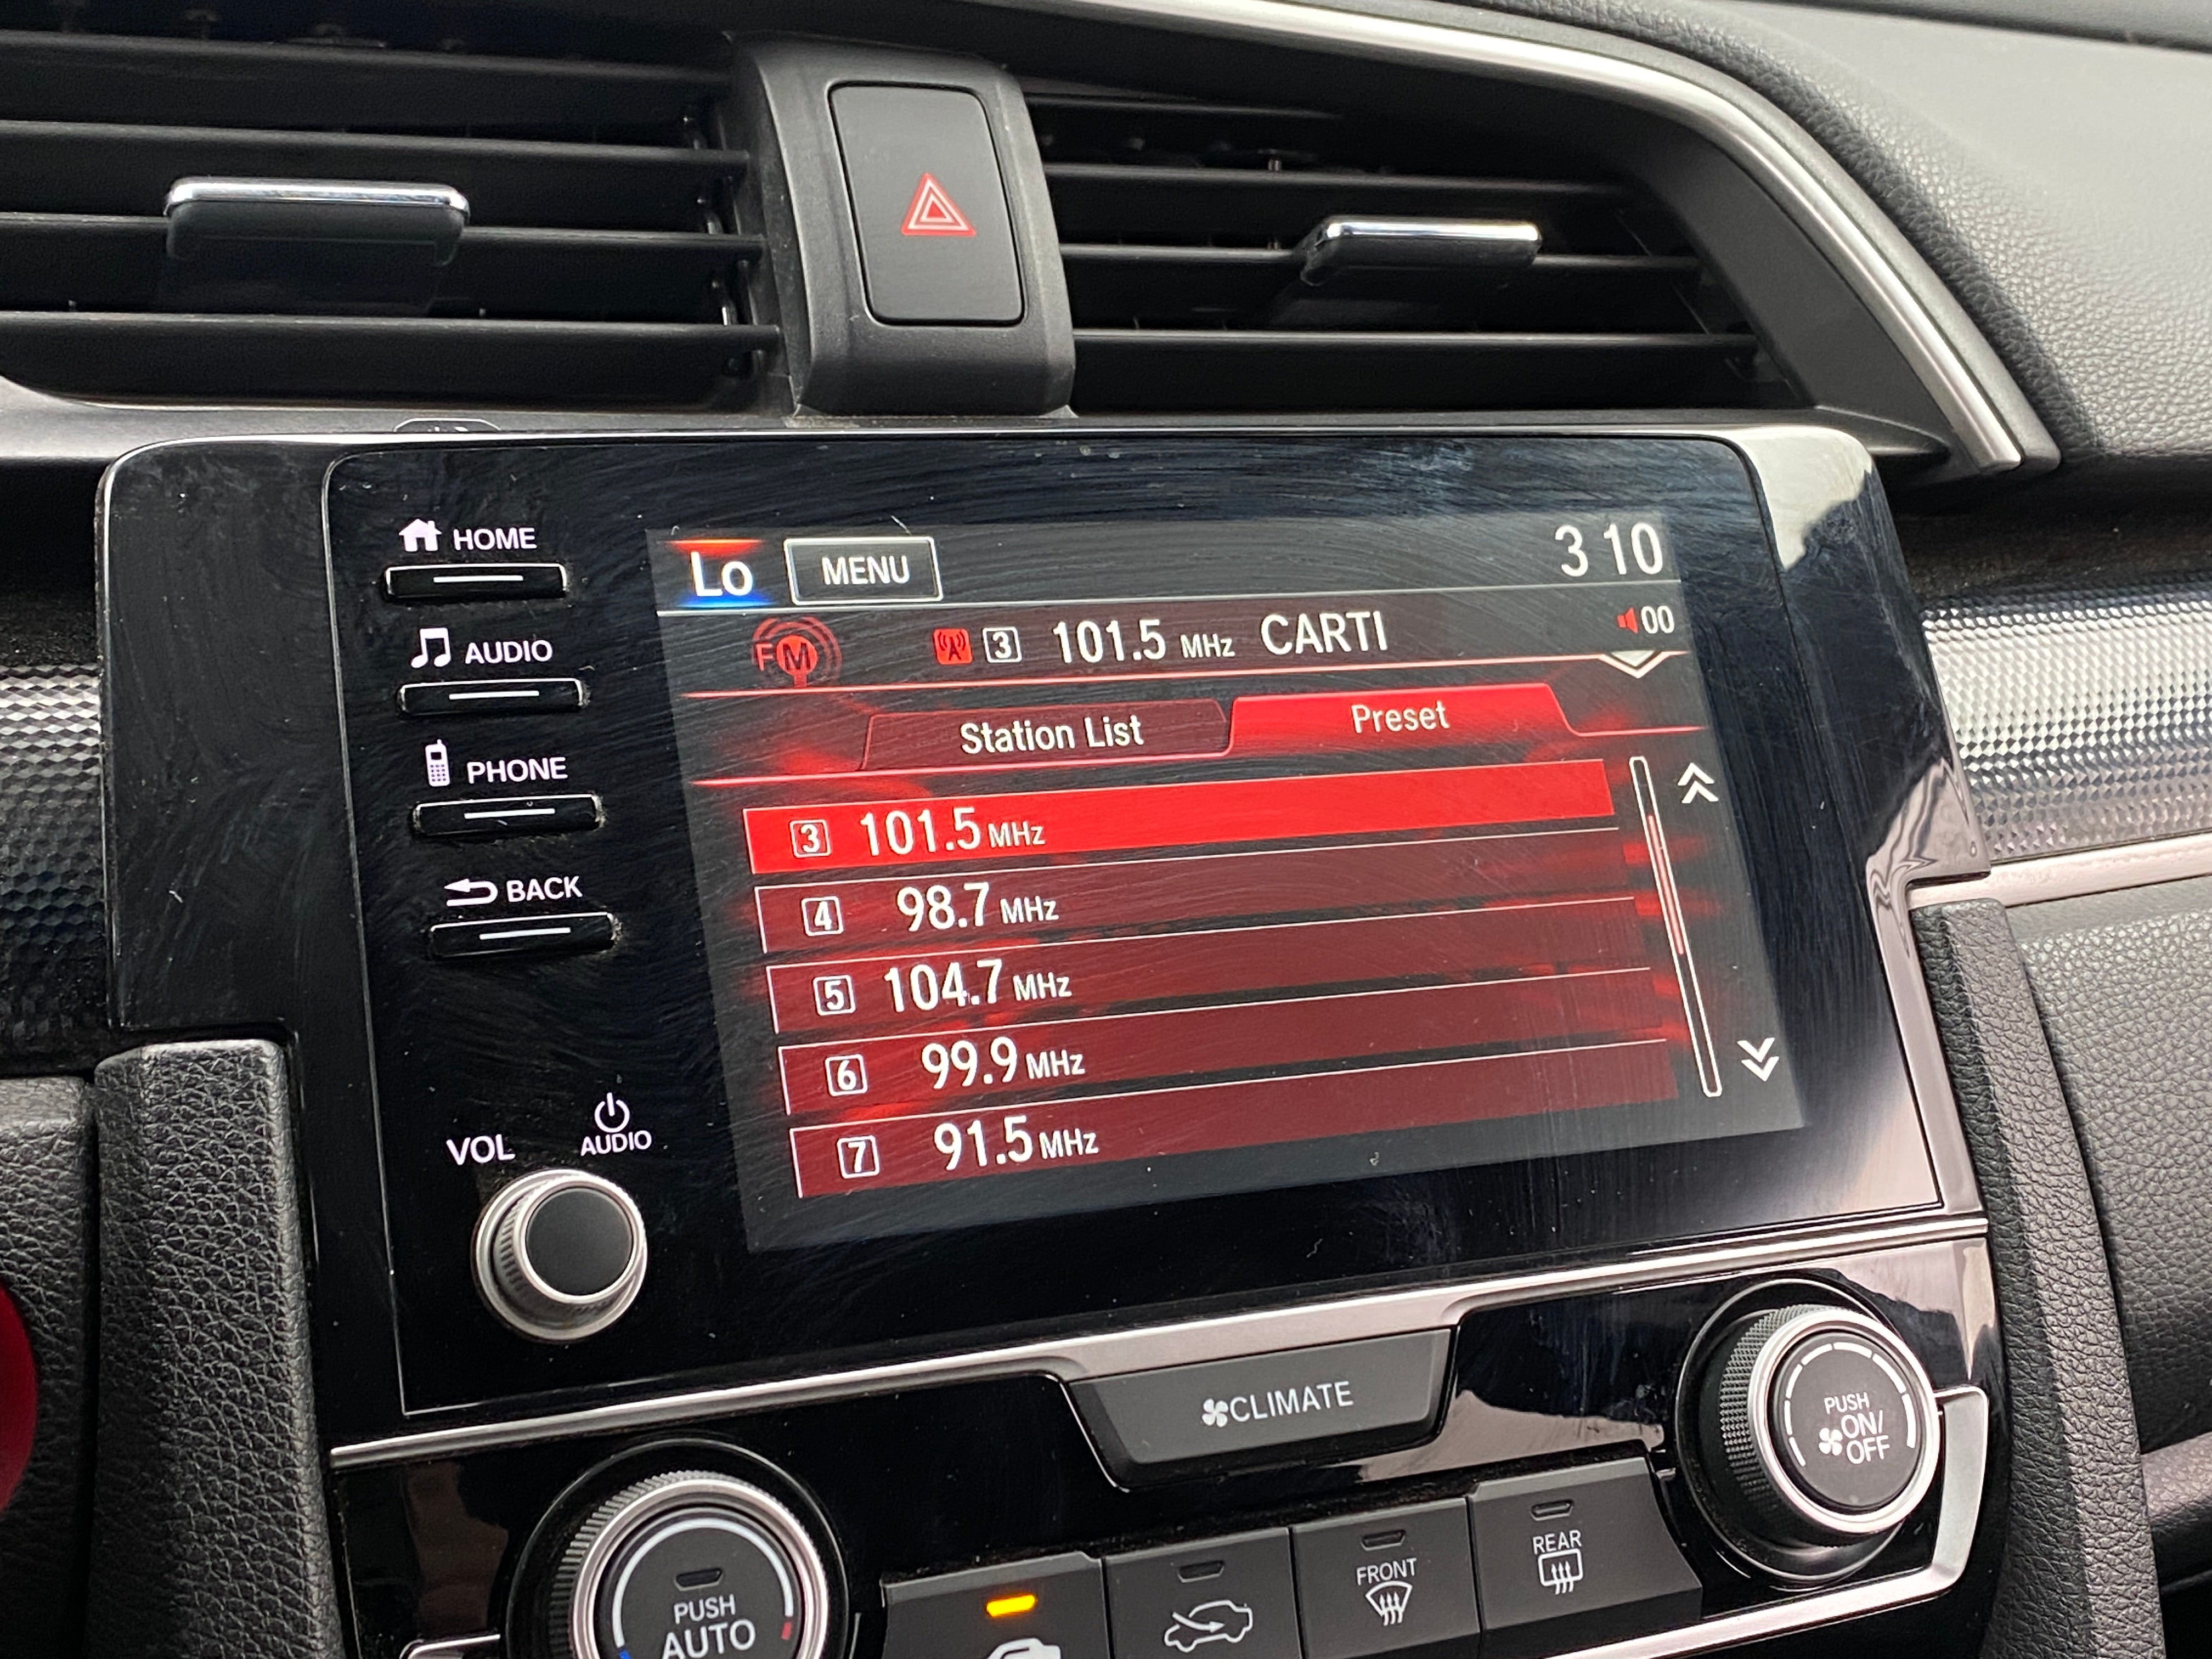 HOME
AUDIO
PHONE
BACK
VOL
AUDIO
Lo MENU 3 10
FM 3 101.5 MHz CARTI 00
Station List Preset
3 101.5 MHz
4 98.7 MHz
5 104.7 MHz
6 99.9 MHz
7 91.5 MHz
CLIMATE
PUSH
ON/
OFF
PUSH
AUTO
FRONT
REAR